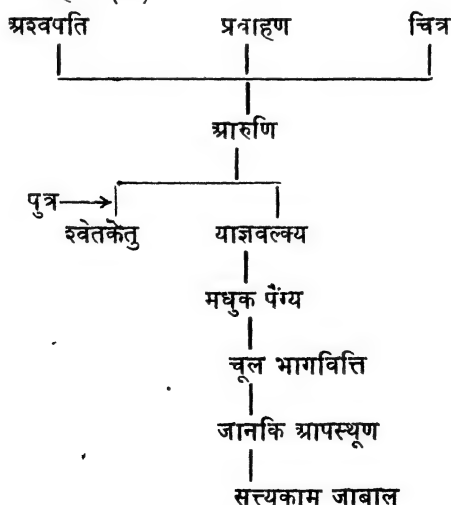 अश्वपति प्रवाहण चित्र
आरुणि
पुत्र→
श्वेतकेतु याज्ञवल्क्य
मधुक पैंग्य
चूल भागवित्ति
जानकि आपस्थूण
सत्त्यकाम जाबाल